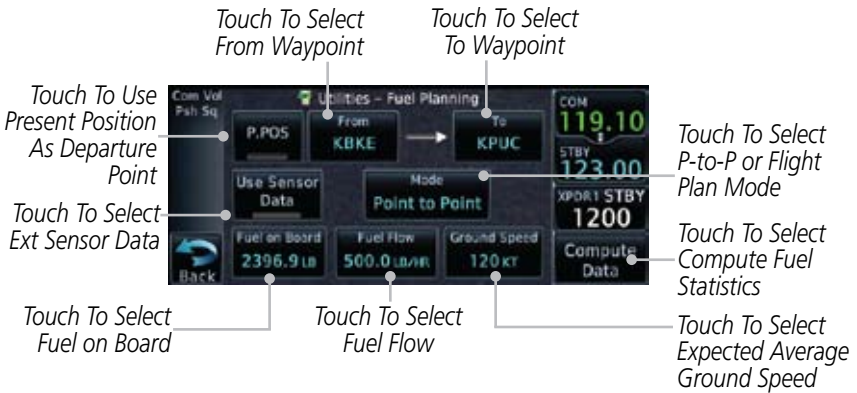 Touch To Select
From Waypoint
Touch To Select
To Waypoint
Touch To Use
Present Position
As Departure
Point
Touch To Select
Ext Sensor Data
Com Vol
Psh Sq
Utilities – Fuel Planning
P.POS
From
KBKE
To
KPUC
Use Sensor
Data
Mode
Point to Point
Back
Fuel on Board
2396.9 LB
Fuel Flow
500.0 LB/HR
Ground Speed
120 KT
COM
119.10
STBY
123.00
XPDR1 STBY
1200
Compute
Data
Touch To Select
P-to-P or Flight
Plan Mode
Touch To Select
Compute Fuel
Statistics
Touch To Select
Fuel on Board
Touch To Select
Fuel Flow
Touch To Select
Expected Average
Ground Speed